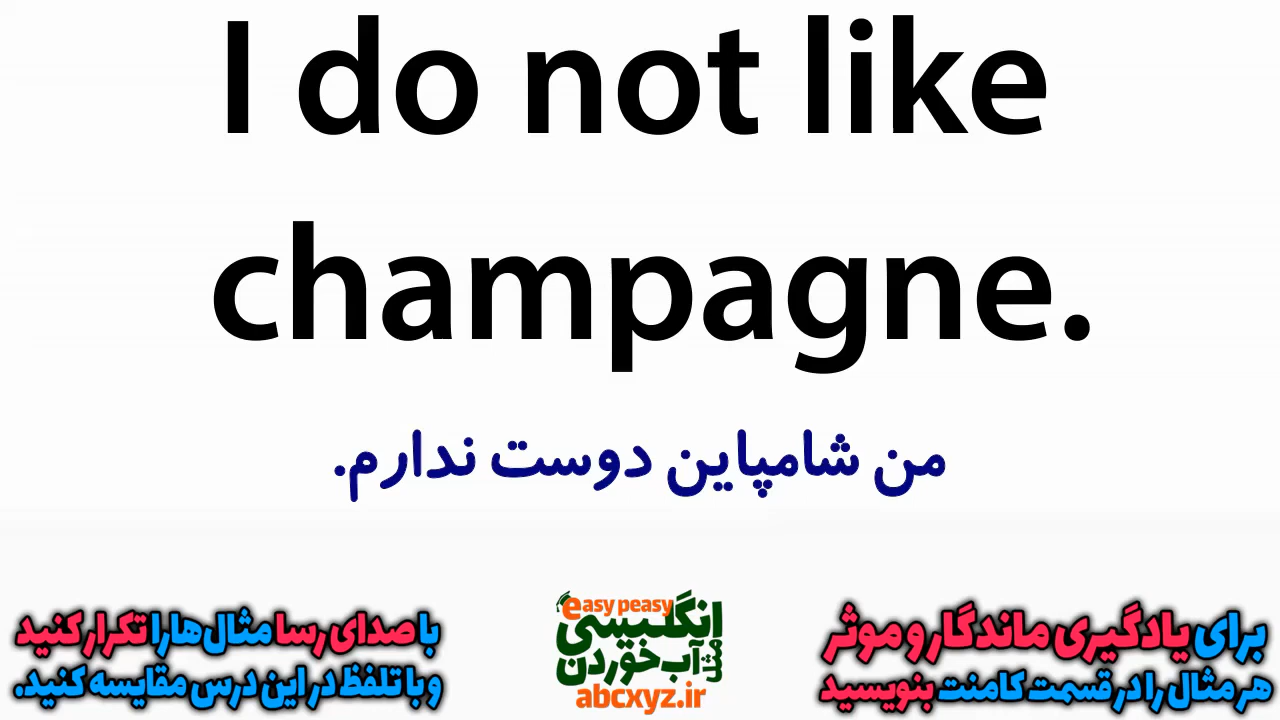 I do not like
champagne.
من شامپاین دوست ندارم.
برای یادگیری ماندگار و موثر
هر مثال را در قسمت کامنت بنویسید
easy peasy
انگلیسی
مثل آب خوردن
abcxyz.ir
با صدای رسا مثال‌ها را تکرار کنید
و با تلفظ در این درس مقایسه کنید.